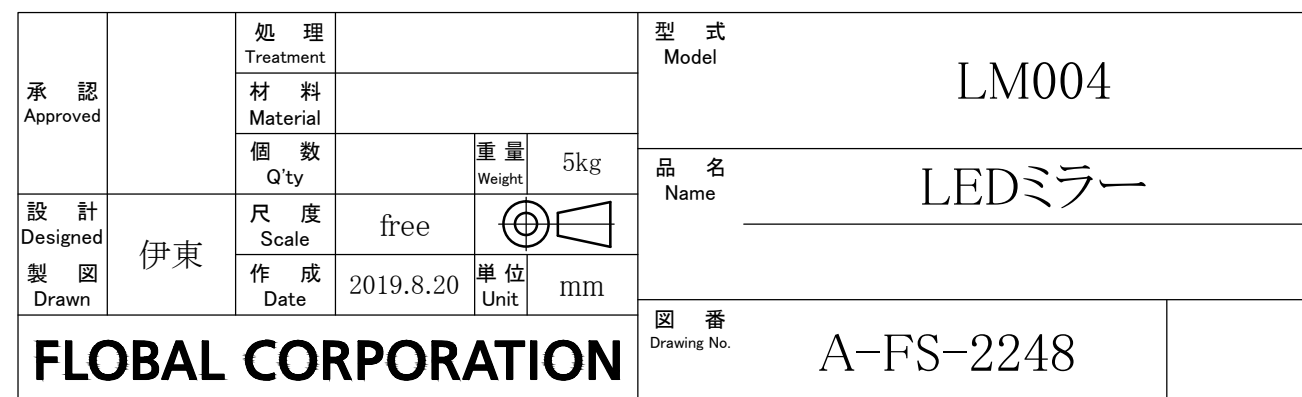 承 認
Approved
処 理
Treatment
材 料
Material
個 数
Q'ty
重 量
Weight
5kg
設 計
Designed
製 図
Drawn
伊東
尺 度
Scale
free
作 成
Date
2019.8.20
単 位
Unit
mm
FLOBAL CORPORATION
型 式
Model
LM004
品 名
Name
LEDミラー
図 番
Drawing No.
A-FS-2248